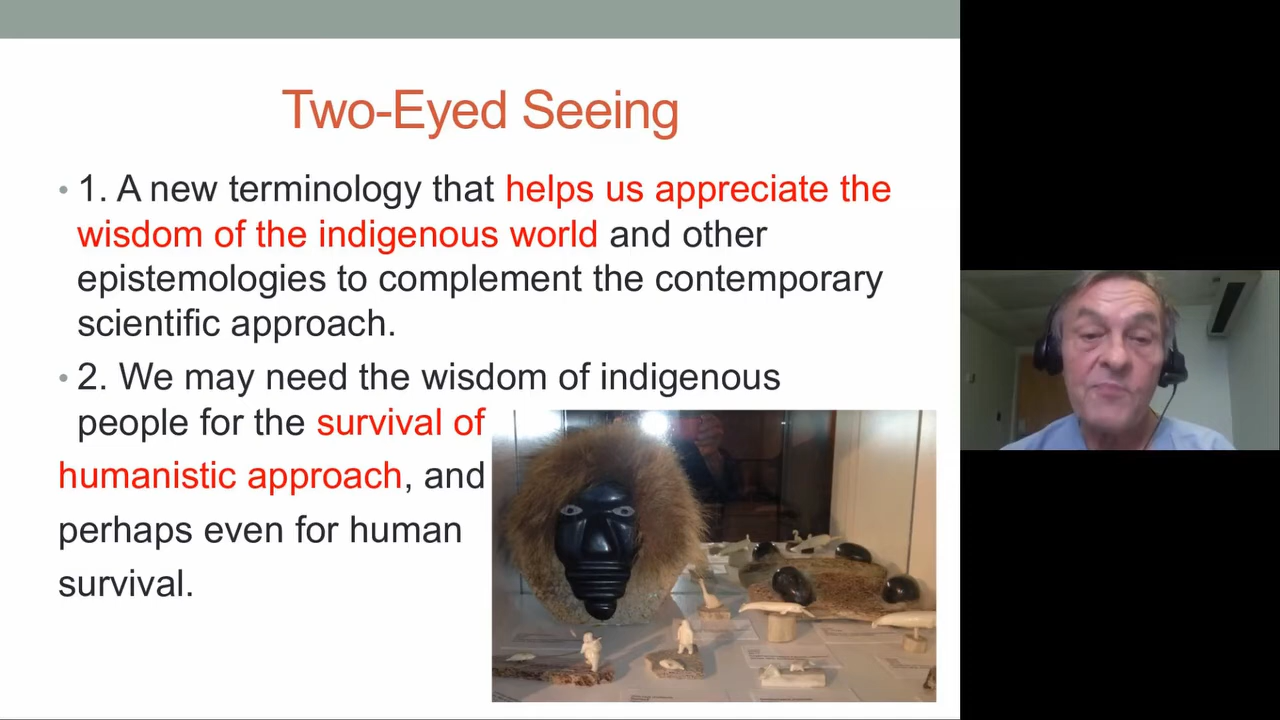 Two-Eyed Seeing
• 1. A new terminology that helps us appreciate the
wisdom of the indigenous world and other
epistemologies to complement the contemporary
scientific approach.
• 2. We may need the wisdom of indigenous
people for the survival of
humanistic approach, and
perhaps even for human
survival.